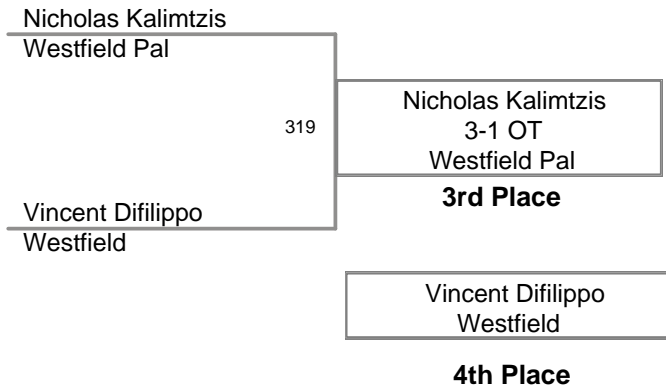 Nicholas Kalimtzis
Westfield Pal
319
Nicholas Kalimtzis
3-1 OT
Westfield Pal
3rd Place
Vincent Difilippo
Westfield
Vincent Difilippo
Westfield
4th Place